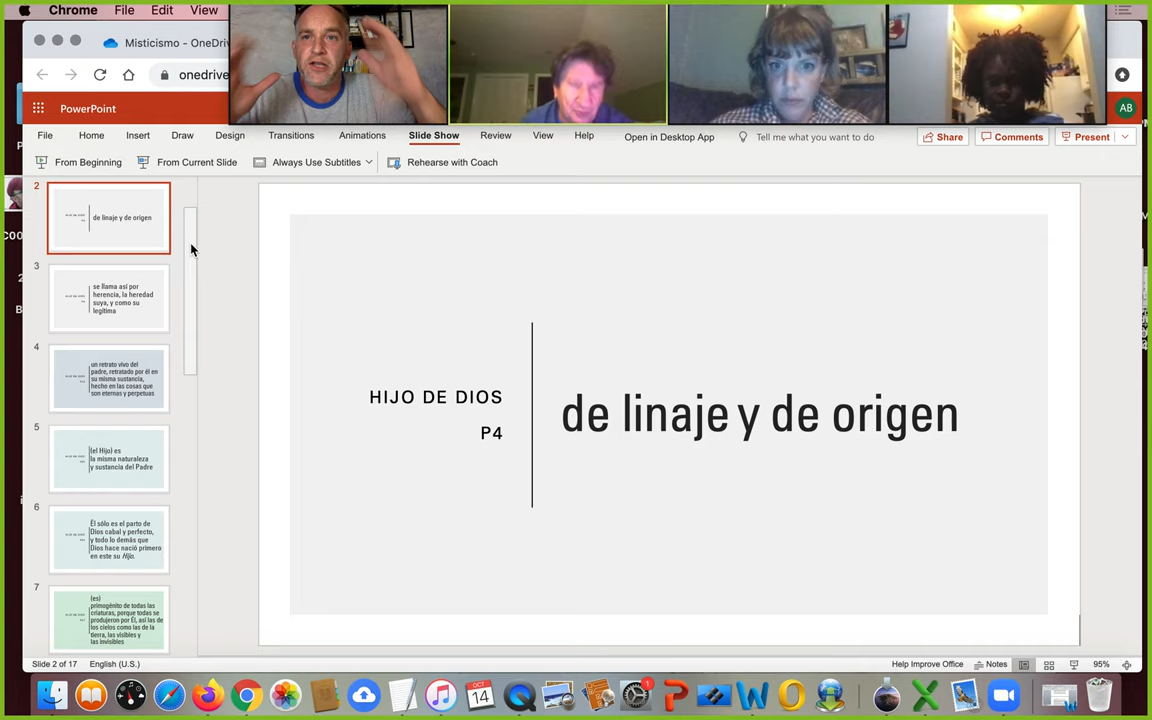 Chrome File Edit View
Misticismo - OneDriv
onedrive
PowerPoint
AB
File Home Insert Draw Design Transitions Animations Slide Show Review View Help Open in Desktop App Tell me what you want to do Share Comments Present
From Beginning From Current Slide Always Use Subtitles Rehearse with Coach
2
de linaje y de origen
3
se llama así por
herencia, la heredad
suya, y como su
legítima
4
un retrato vivo del
padre, retratado por él en
su misma sustancia,
hecho en las cosas que
son eternas y perpetuas
5
(el Hijo) es
la misma naturaleza
y sustancia del Padre
6
Él sólo es el parto de
Dios cabal y perfecto,
y todo lo demás que
Dios hace nació primero
en este su Hijo.
7
(es)
primogénito de todas las
criaturas, porque todas se
produjeron por Él, así las de
los cielos como las de la
tierra, las visibles y
las invisibles
HIJO DE DIOS
P4
de linaje y de origen
Slide 2 of 17 English (U.S.) Help Improve Office Notes 95%
OCT
14
1